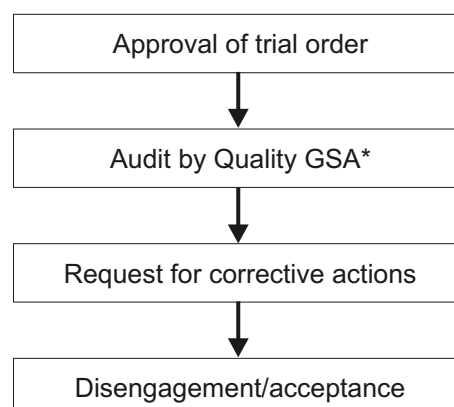 Approval of trial order
Audit by Quality GSA*
Request for corrective actions
Disengagement/acceptance